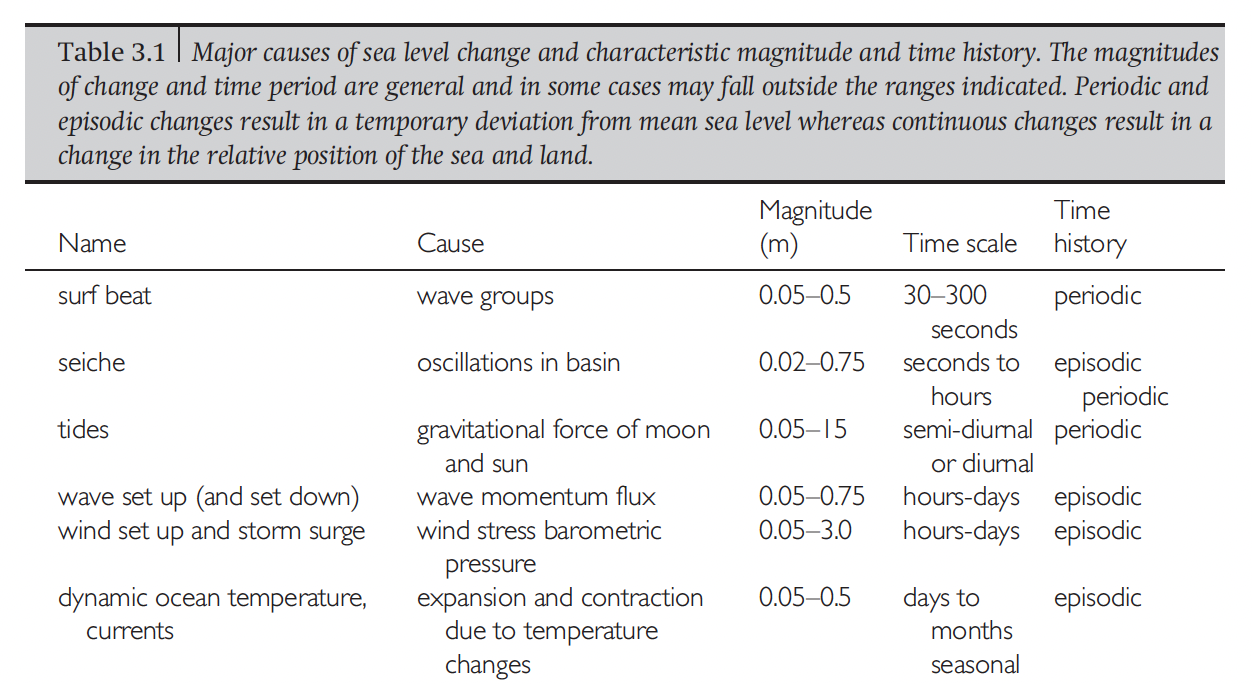 Table 3.1 | Major causes of sea level change and characteristic magnitude and time history. The magnitudes
of change and time period are general and in some cases may fall outside the ranges indicated. Periodic and
episodic changes result in a temporary deviation from mean sea level whereas continuous changes result in a
change in the relative position of the sea and land.
Magnitude Time
Name Cause (m) Time scale history
surf beat wave groups 0.05–0.5 30–300 periodic
seconds
seiche oscillations in basin 0.02–0.75 seconds to episodic
hours periodic
tides gravitational force of moon 0.05–15 semi-diurnal periodic
and sun or diurnal
wave set up (and set down) wave momentum flux 0.05–0.75 hours-days episodic
wind set up and storm surge wind stress barometric 0.05–3.0 hours-days episodic
pressure
dynamic ocean temperature, expansion and contraction 0.05–0.5 days to episodic
currents due to temperature months
changes seasonal